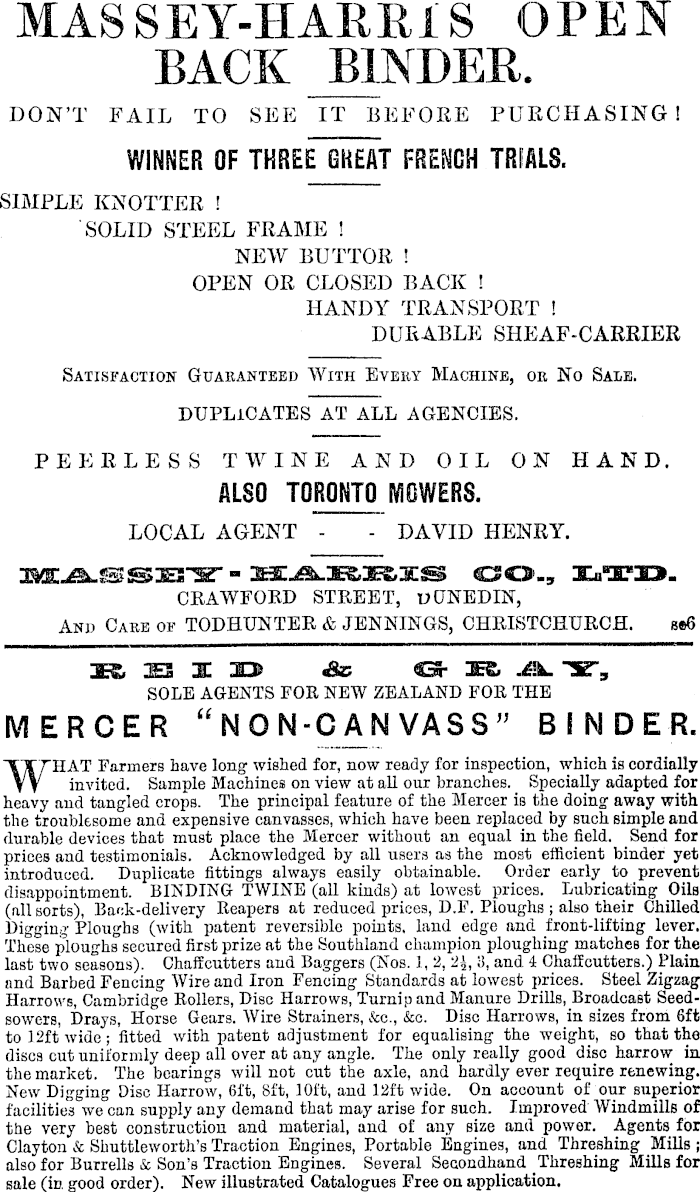 MASSEY-HARRIS OPEN
BACK BINDER.
DON'T FAIL TO SEE IT BEFORE PURCHASING!
WINNER OF THREE GREAT FRENCH TRIALS.
SIMPLE KNOTTER !
SOLID STEEL FRAME !
NEW BUTTOR !
OPEN OR CLOSED BACK !
HANDY TRANSPORT !
DURABLE SHEAF-CARRIER
SATISFACTION GUARANTEED WITH EVERY MACHINE, OR NO SALE.
DUPLICATES AT ALL AGENCIES.
PEERLESS TWINE AND OIL ON HAND.
ALSO TORONTO MOWERS.
LOCAL AGENT - - DAVID HENRY.
MASSEY-HARRIS CO., LTD.
CRAWFORD STREET, DUNEDIN,
AND CARE OF TODHUNTER & JENNINGS, CHRISTCHURCH. se6
REID & GRAY,
SOLE AGENTS FOR NEW ZEALAND FOR THE
MERCER "NON-CANVASS" BINDER.
WHAT Farmers have long wished for, now ready for inspection, which is cordially
invited. Sample Machines on view at all our branches. Specially adapted for
heavy and tangled crops. The principal feature of the Mercer is the doing away with
the troublesome and expensive canvasses, which have been replaced by such simple and
durable devices that must place the Mercer without an equal in the field. Send for
prices and testimonials. Acknowledged by all users as the most efficient binder yet
introduced. Duplicate fittings always easily obtainable. Order early to prevent
disappointment. BINDING TWINE (all kinds) at lowest prices. Lubricating Oils
(all sorts), Back-delivery Reapers at reduced prices, D.F. Ploughs ; also their Chilled
Digging Ploughs (with patent reversible points, land edge and front-lifting lever.
These ploughs secured first prize at the Southland champion ploughing matches for the
last two seasons). Chaffcutters and Baggers (Nos. 1, 2, 2½, 3, and 4 Chaffcutters.) Plain
and Barbed Fencing Wire and Iron Fencing Standards at lowest prices. Steel Zigzag
Harrows, Cambridge Rollers, Disc Harrows, Turnip and Manure Drills, Broadcast Seed-
sowers, Drays, Horse Gears. Wire Strainers, &c., &c. Disc Harrows, in sizes from 6ft
to 12ft wide ; fitted with patent adjustment for equalising the weight, so that the
discs cut uniformly deep all over at any angle. The only really good disc harrow in
the market. The bearings will not cut the axle, and hardly ever require renewing.
New Digging Disc Harrow, 6ft, 8ft, 10ft, and 12ft wide. On account of our superior
facilities we can supply any demand that may arise for such. Improved Windmills of
the very best construction and material, and of any size and power. Agents for
Clayton & Shuttleworth's Traction Engines, Portable Engines, and Threshing Mills ;
also for Burrells & Son's Traction Engines. Several Secondhand Threshing Mills for
sale (in good order). New illustrated Catalogues Free on application.